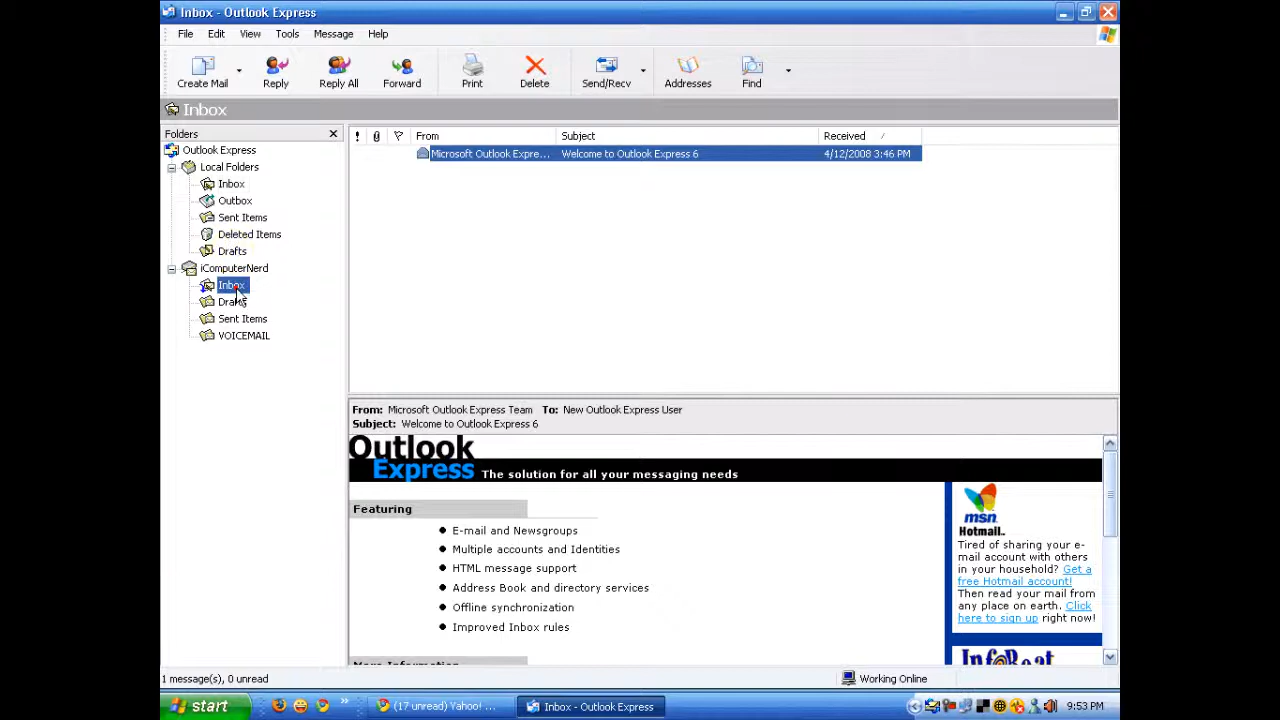 Inbox - Outlook Express
File Edit View Tools Message Help
Create Mail Reply Reply All Forward Print Delete Send/Recv Addresses Find
Inbox
Folders
Outlook Express
Local Folders
Inbox
Outbox
Sent Items
Deleted Items
Drafts
iComputerNerd
Inbox
Drafts
Sent Items
VOICEMAIL
! From Subject Received
Microsoft Outlook Expre... Welcome to Outlook Express 6 4/12/2008 3:46 PM
From: Microsoft Outlook Express Team To: New Outlook Express User
Subject: Welcome to Outlook Express 6
Outlook
Express The solution for all your messaging needs
Featuring
E-mail and Newsgroups
Multiple accounts and Identities
HTML message support
Address Book and directory services
Offline synchronization
Improved Inbox rules
More Information
msn
Hotmail
Tired of sharing your e-
mail account with others
in your household? Get a
free Hotmail account!
Then read your mail from
any place on earth. Click
here to sign up right now!
InfoBeat
1 message(s), 0 unread
Working Online
start
(17 unread) Yahoo! ...
Inbox - Outlook Express
9:53 PM